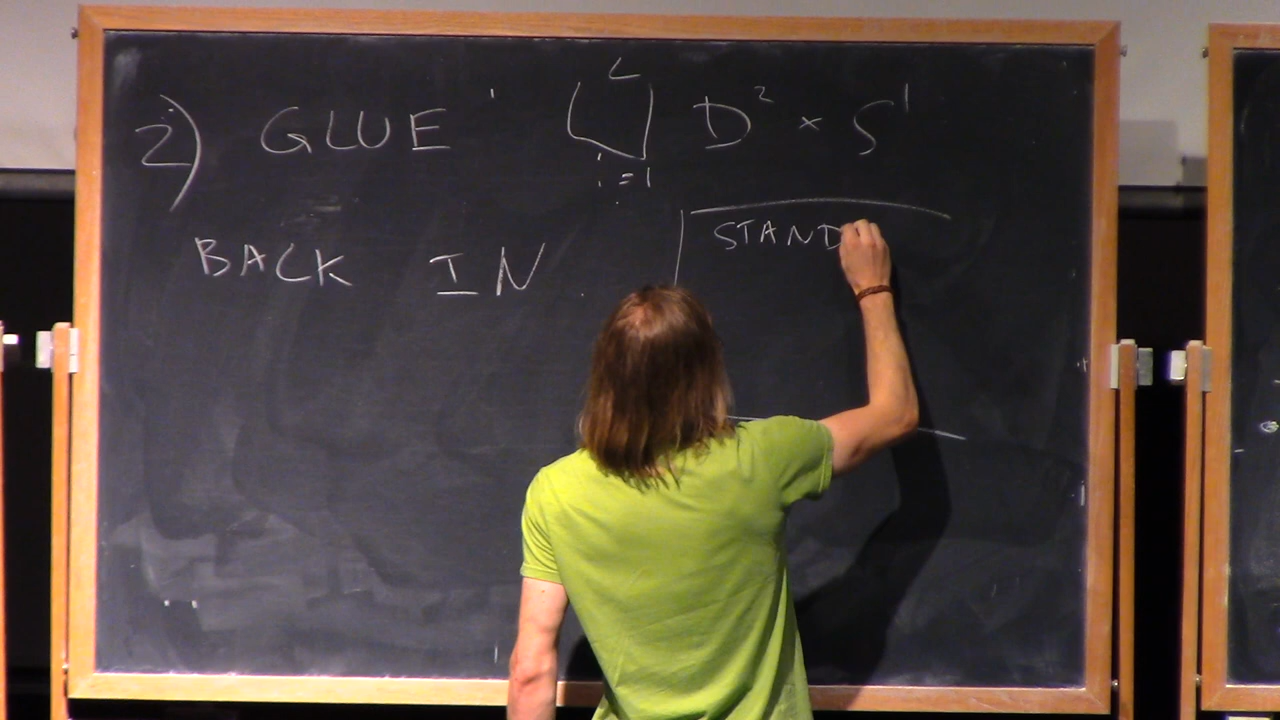 2) GLUE ⊔_{i=1}^{L} D² × S¹
BACK IN
STAND